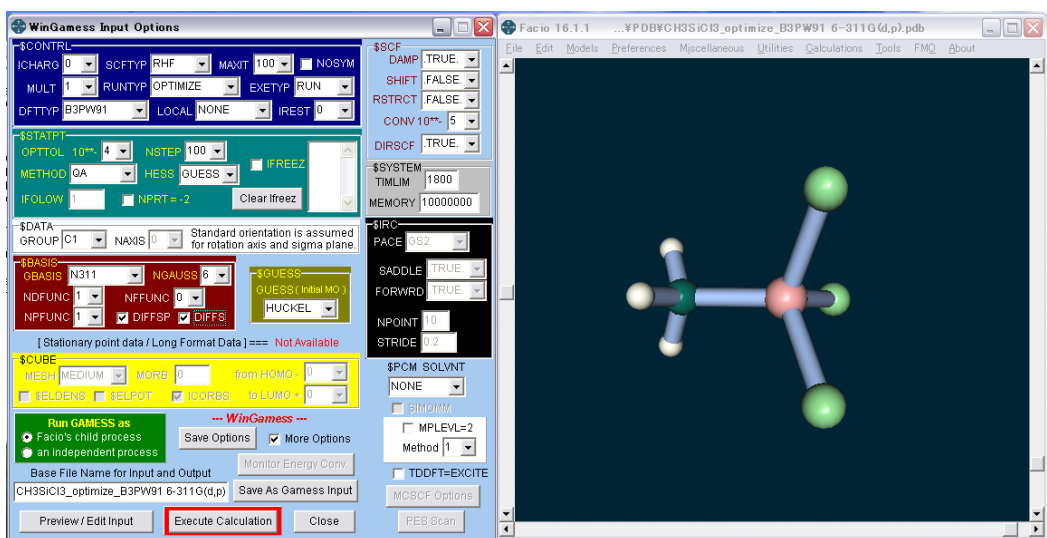 WinGamess Input Options
$CONTRL
ICHARG 0 SCFTYP RHF MAXIT 100 NOSYM
MULT 1 RUNTYP OPTIMIZE EXETYP RUN
DFTTYP B3PW91 LOCAL NONE IREST 0
$STATPT
OPTTOL 10**- 4 NSTEP 100
METHOD QA HESS GUESS IFREEZ
IFOLOW 1 NPRT = -2 Clear Ifreez
$DATA
GROUP C1 NAXIS 0 Standard orientation is assumed
for rotation axis and sigma plane.
$BASIS
GBASIS N311 NGAUSS 6
NDFUNC 1 NFFUNC 0
NPFUNC 1 DIFFSP DIFFS
$GUESS
GUESS ( Initial MO )
HUCKEL
[ Stationary point data / Long Format Data ] === Not Available
$CUBE
MESH MEDIUM MORB 0 from HOMO - 0
$ELDENS $ELPOT ICORBS to LUMO + 0
Run GAMESS as
Facio's child process
an independent process
--- WinGamess ---
Save Options More Options
Monitor Energy Conv.
Base File Name for Input and Output
CH3SiCl3_optimize_B3PW91 6-311G(d,p) Save As Gamess Input
Preview / Edit Input Execute Calculation Close
$SCF
DAMP .TRUE.
SHIFT .FALSE.
RSTRCT .FALSE.
CONV 10**- 5
DIRSCF .TRUE.
$SYSTEM
TIMLIM 1800
MEMORY 10000000
$IRC
PACE GS2
SADDLE .TRUE.
FORWRD .TRUE.
NPOINT 10
STRIDE 0.2
$PCM SOLVNT
NONE
BIMOMM
MPLEVL=2
Method 1
TDDFT=EXCITE
MCSCF Options
PES Scan
Facio 16.1.1 ...¥PDB¥CH3SiCl3_optimize_B3PW91 6-311G(d,p).pdb
File Edit Models Preferences Miscellaneous Utilities Calculations Tools FMO About